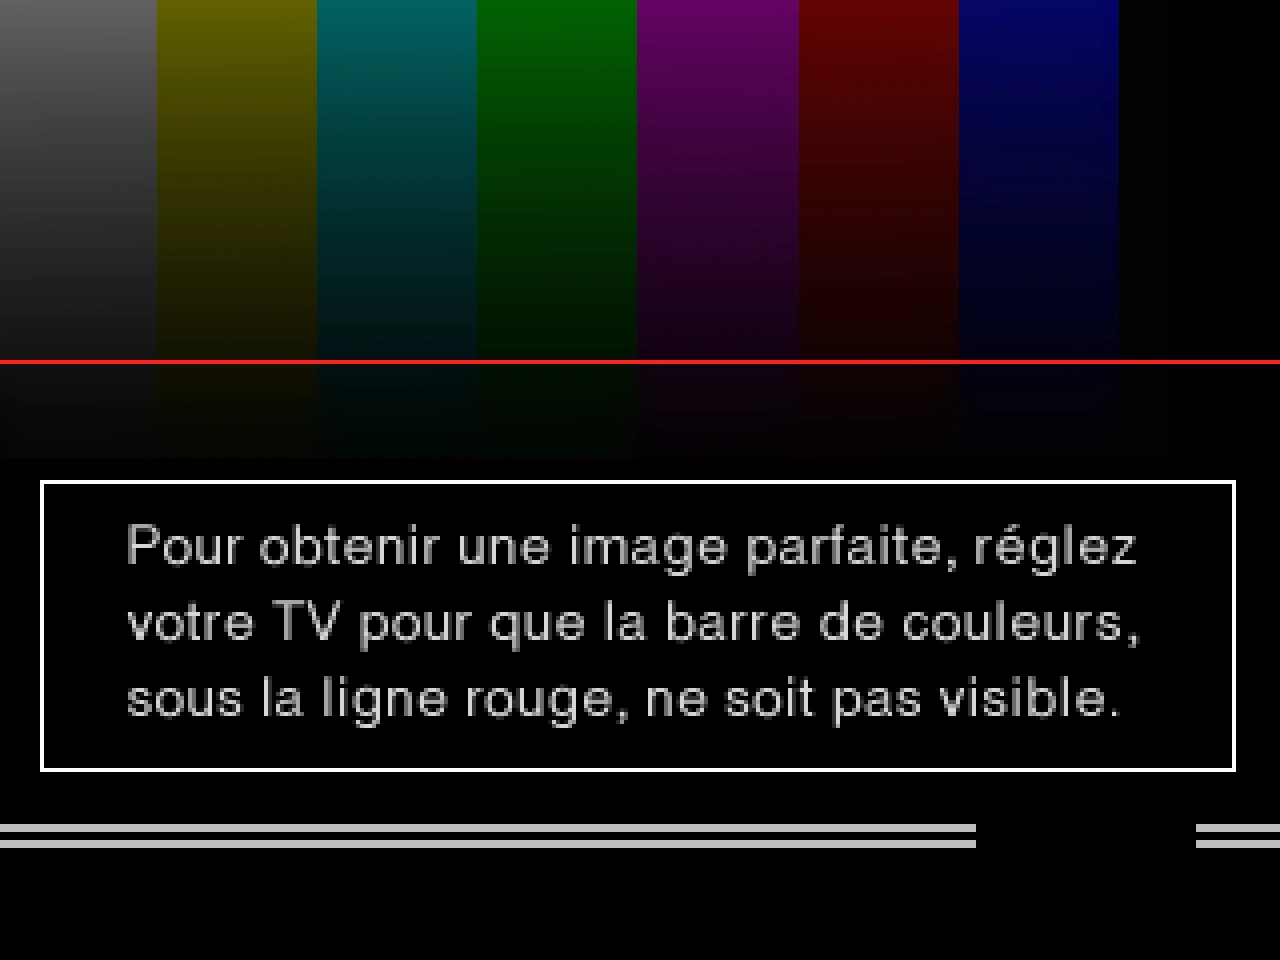 Pour obtenir une image parfaite, réglez
votre TV pour que la barre de couleurs,
sous la ligne rouge, ne soit pas visible.